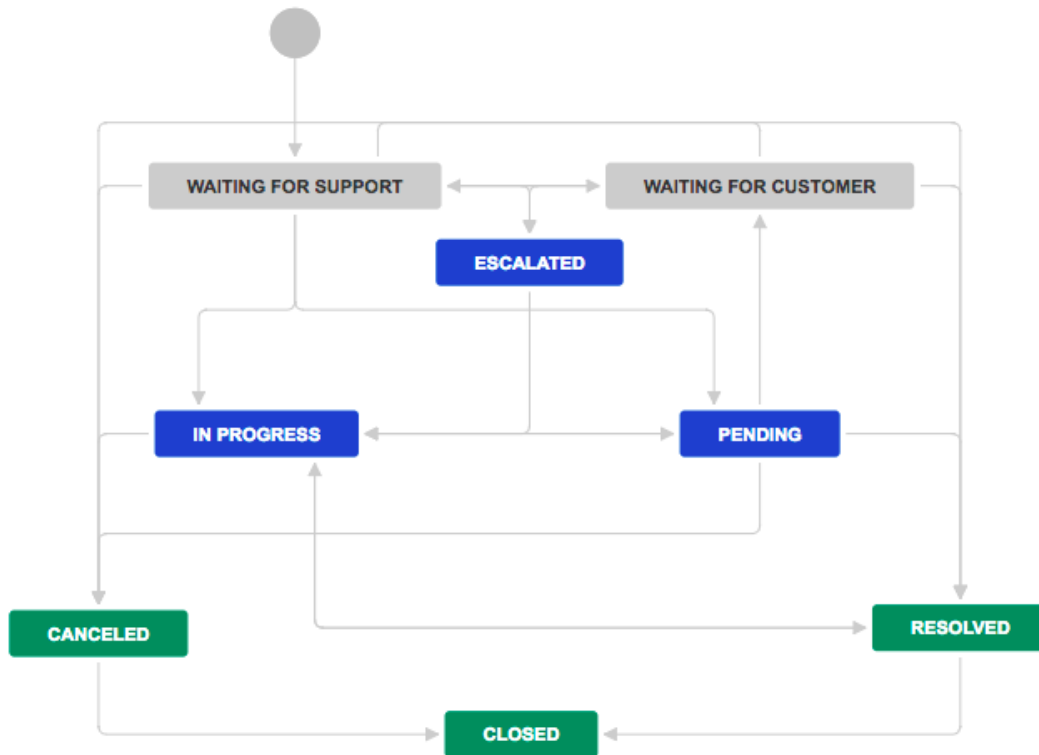 WAITING FOR SUPPORT
WAITING FOR CUSTOMER
ESCALATED
IN PROGRESS
PENDING
CANCELED
RESOLVED
CLOSED